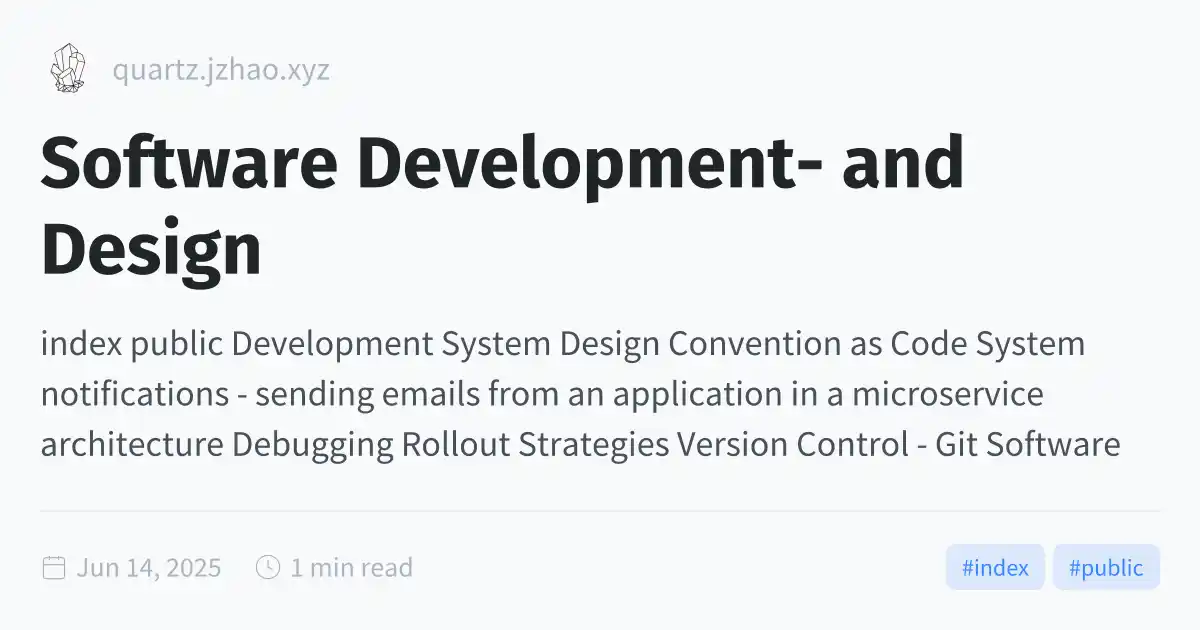 quartz.jzhao.xyz
Software Development- and
Design
index public Development System Design Convention as Code System
notifications - sending emails from an application in a microservice
architecture Debugging Rollout Strategies Version Control - Git Software
Jun 14, 2025
1 min read
#index
#public